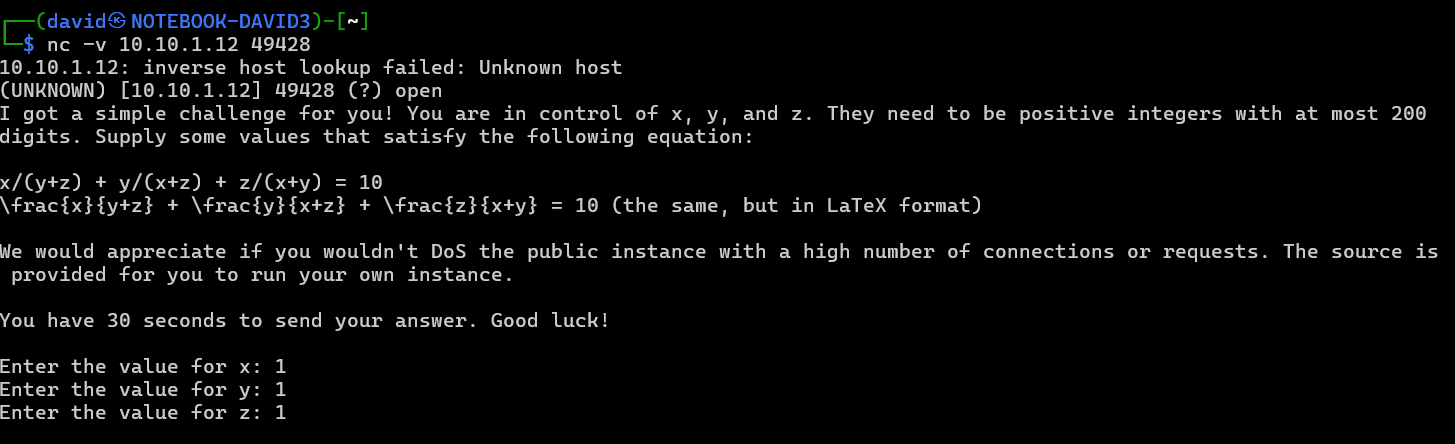 ┌──(david㉿NOTEBOOK-DAVID3)-[~]
└─$ nc -v 10.10.1.12 49428
10.10.1.12: inverse host lookup failed: Unknown host
(UNKNOWN) [10.10.1.12] 49428 (?) open
I got a simple challenge for you! You are in control of x, y, and z. They need to be positive integers with at most 200
digits. Supply some values that satisfy the following equation:
x/(y+z) + y/(x+z) + z/(x+y) = 10
\frac{x}{y+z} + \frac{y}{x+z} + \frac{z}{x+y} = 10 (the same, but in LaTeX format)
We would appreciate if you wouldn't DoS the public instance with a high number of connections or requests. The source is
 provided for you to run your own instance.
You have 30 seconds to send your answer. Good luck!
Enter the value for x: 1
Enter the value for y: 1
Enter the value for z: 1